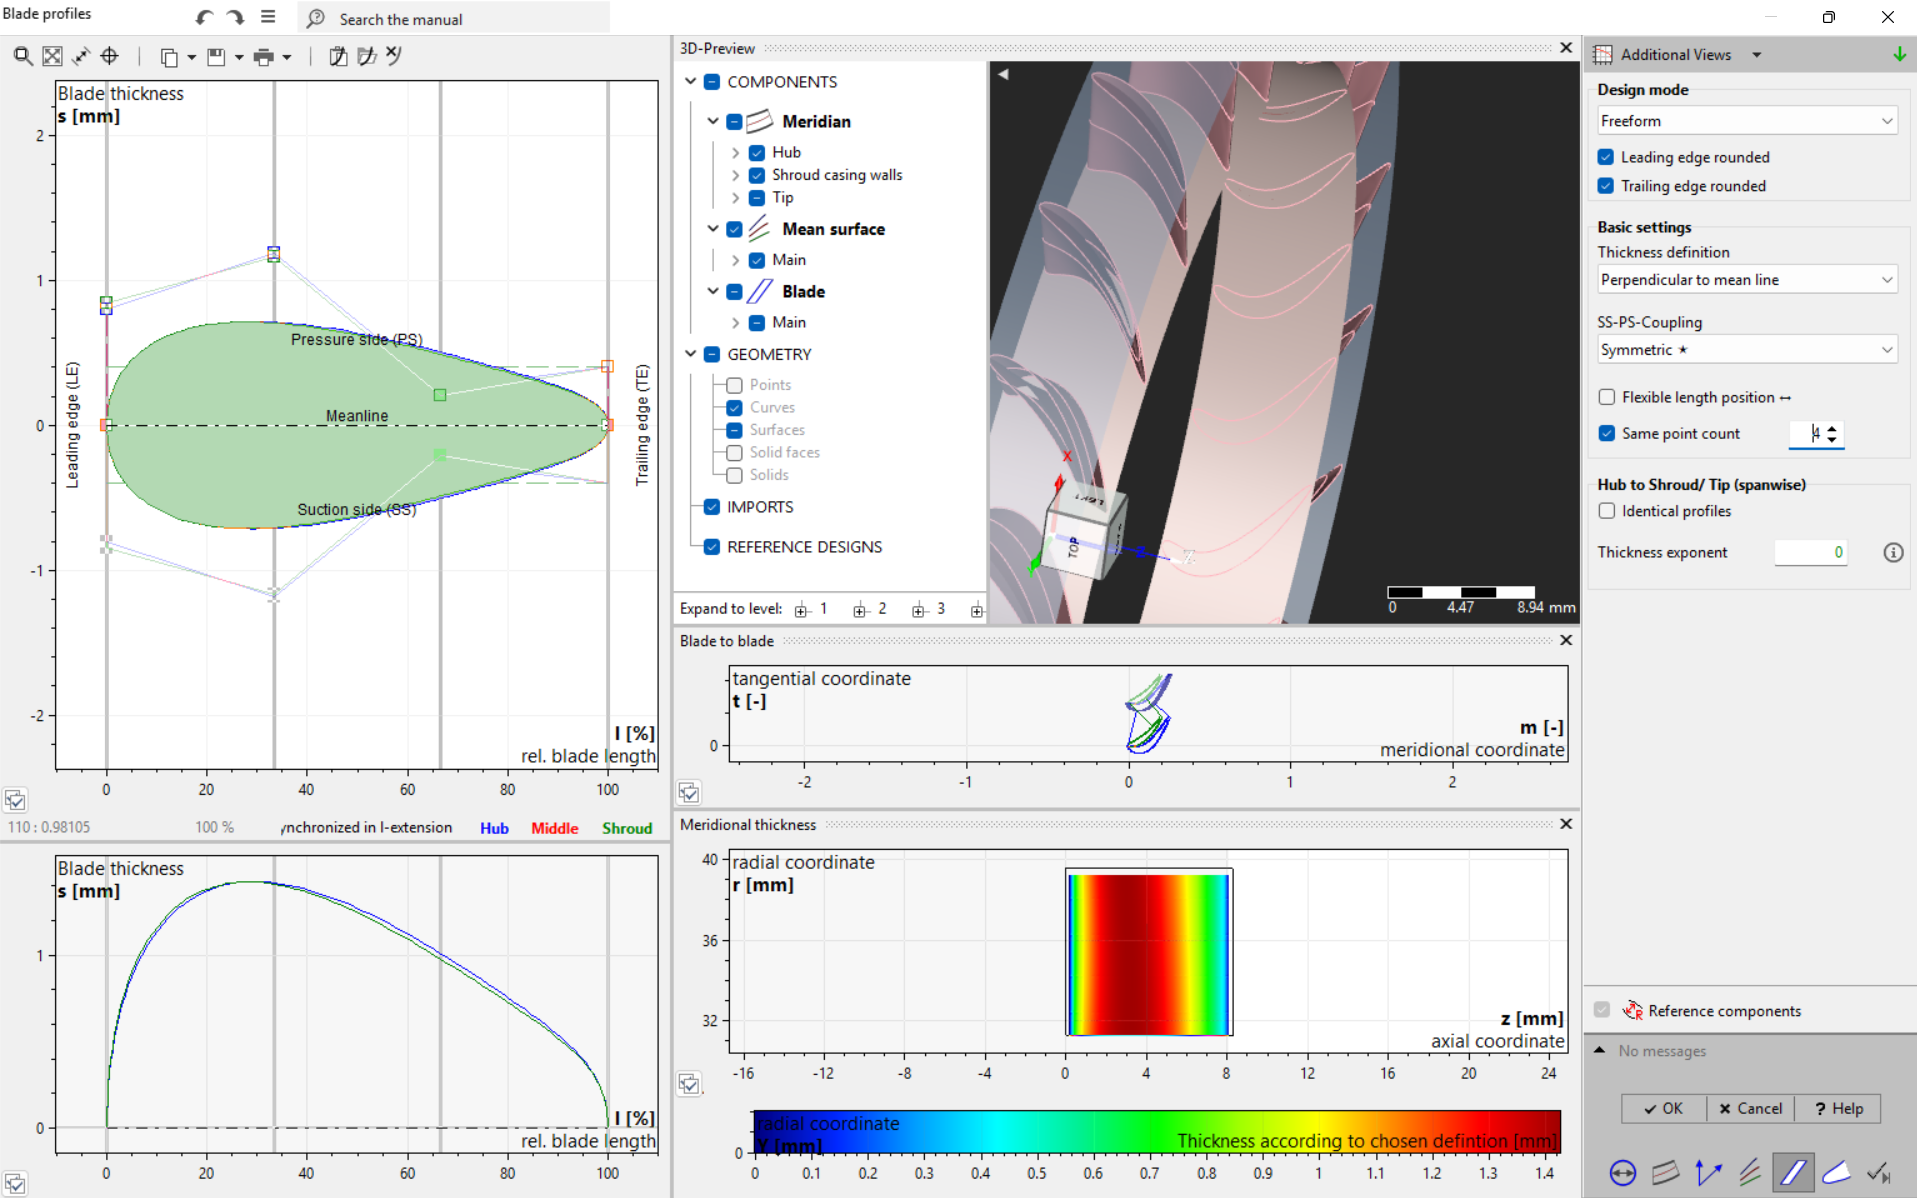 Blade profiles
Search the manual
Blade thickness
s [mm]
2
1
0
-1
-2
Leading edge (LE)
Pressure side (PS)
Meanline
Suction side (SS)
Trailing edge (TE)
l [%]
rel. blade length
0 20 40 60 80 100
110 : 0.98105 100 % ynchronized in l-extension Hub Middle Shroud
Blade thickness
s [mm]
1
0
l [%]
rel. blade length
0 20 40 60 80 100
3D-Preview
COMPONENTS
Meridian
Hub
Shroud casing walls
Tip
Mean surface
Main
Blade
Main
GEOMETRY
Points
Curves
Surfaces
Solid faces
Solids
IMPORTS
REFERENCE DESIGNS
Expand to level: 1 2 3
X
TOP
Z
0 4.47 8.94 mm
Blade to blade
tangential coordinate
t [-]
0
m [-]
meridional coordinate
-2 -1 0 1 2
Meridional thickness
40
36
32
radial coordinate
r [mm]
z [mm]
axial coordinate
-16 -12 -8 -4 0 4 8 12 16 20 24
radial coordinate
Y [mm]
Thickness according to chosen defintion [mm]
0
0 0.1 0.2 0.3 0.4 0.5 0.6 0.7 0.8 0.9 1 1.1 1.2 1.3 1.4
Additional Views
Design mode
Freeform
Leading edge rounded
Trailing edge rounded
Basic settings
Thickness definition
Perpendicular to mean line
SS-PS-Coupling
Symmetric ★
Flexible length position ↔
Same point count 4
Hub to Shroud/ Tip (spanwise)
Identical profiles
Thickness exponent 0
Reference components
No messages
OK Cancel ? Help